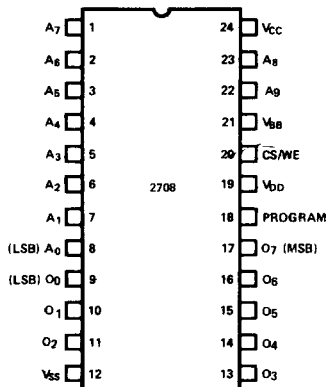 A7 1 24 VCC
A6 2 23 A8
A5 3 22 A9
A4 4 21 VBB
A3 5 20 CS/WE
A2 6 2708 19 VDD
A1 7 18 PROGRAM
(LSB) A0 8 17 O7 (MSB)
(LSB) O0 9 16 O6
O1 10 15 O5
O2 11 14 O4
VSS 12 13 O3